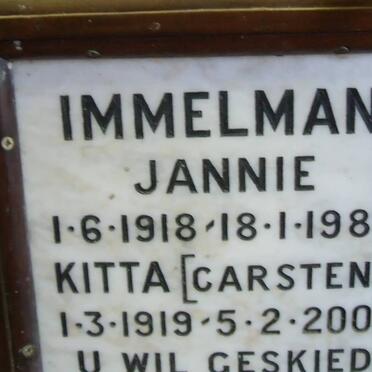 IMMELMAN
JANNIE
1·6·1918-18·1·198
KITTA [CARSTEN
1·3·1919-5·2·200
U WIL GESKIED